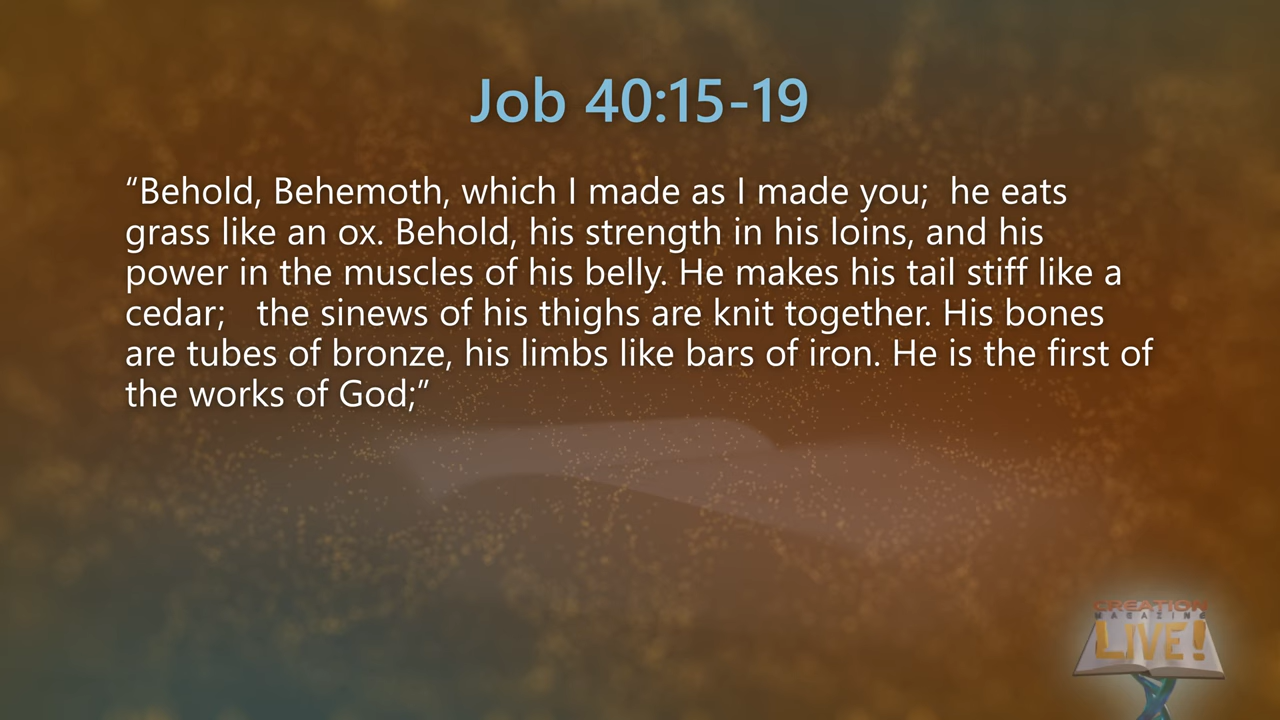 Job 40:15-19
“Behold, Behemoth, which I made as I made you;  he eats
grass like an ox. Behold, his strength in his loins, and his
power in the muscles of his belly. He makes his tail stiff like a
cedar;   the sinews of his thighs are knit together. His bones
are tubes of bronze, his limbs like bars of iron. He is the first of
the works of God;”
CREATION
MAGAZINE
LIVE!